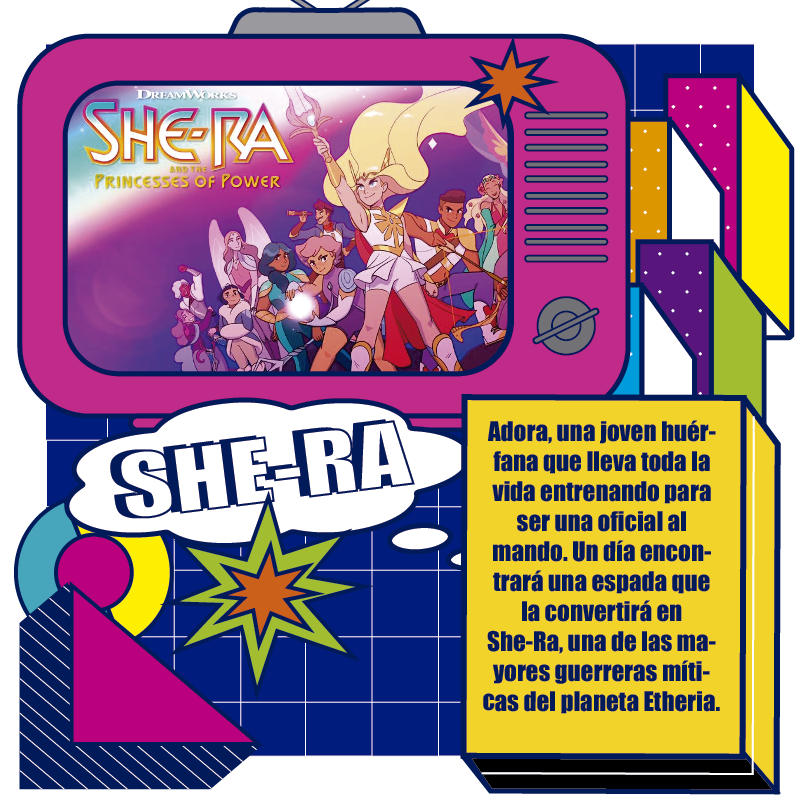 DREAMWORKS
SHE-RA
AND THE
PRINCESSES OF POWER
SHE-RA
Adora, una joven huér-
fana que lleva toda la
vida entrenando para
ser una oficial al
mando. Un día encon-
trará una espada que
la convertirá en
She-Ra, una de las ma-
yores guerreras míti-
cas del planeta Etheria.